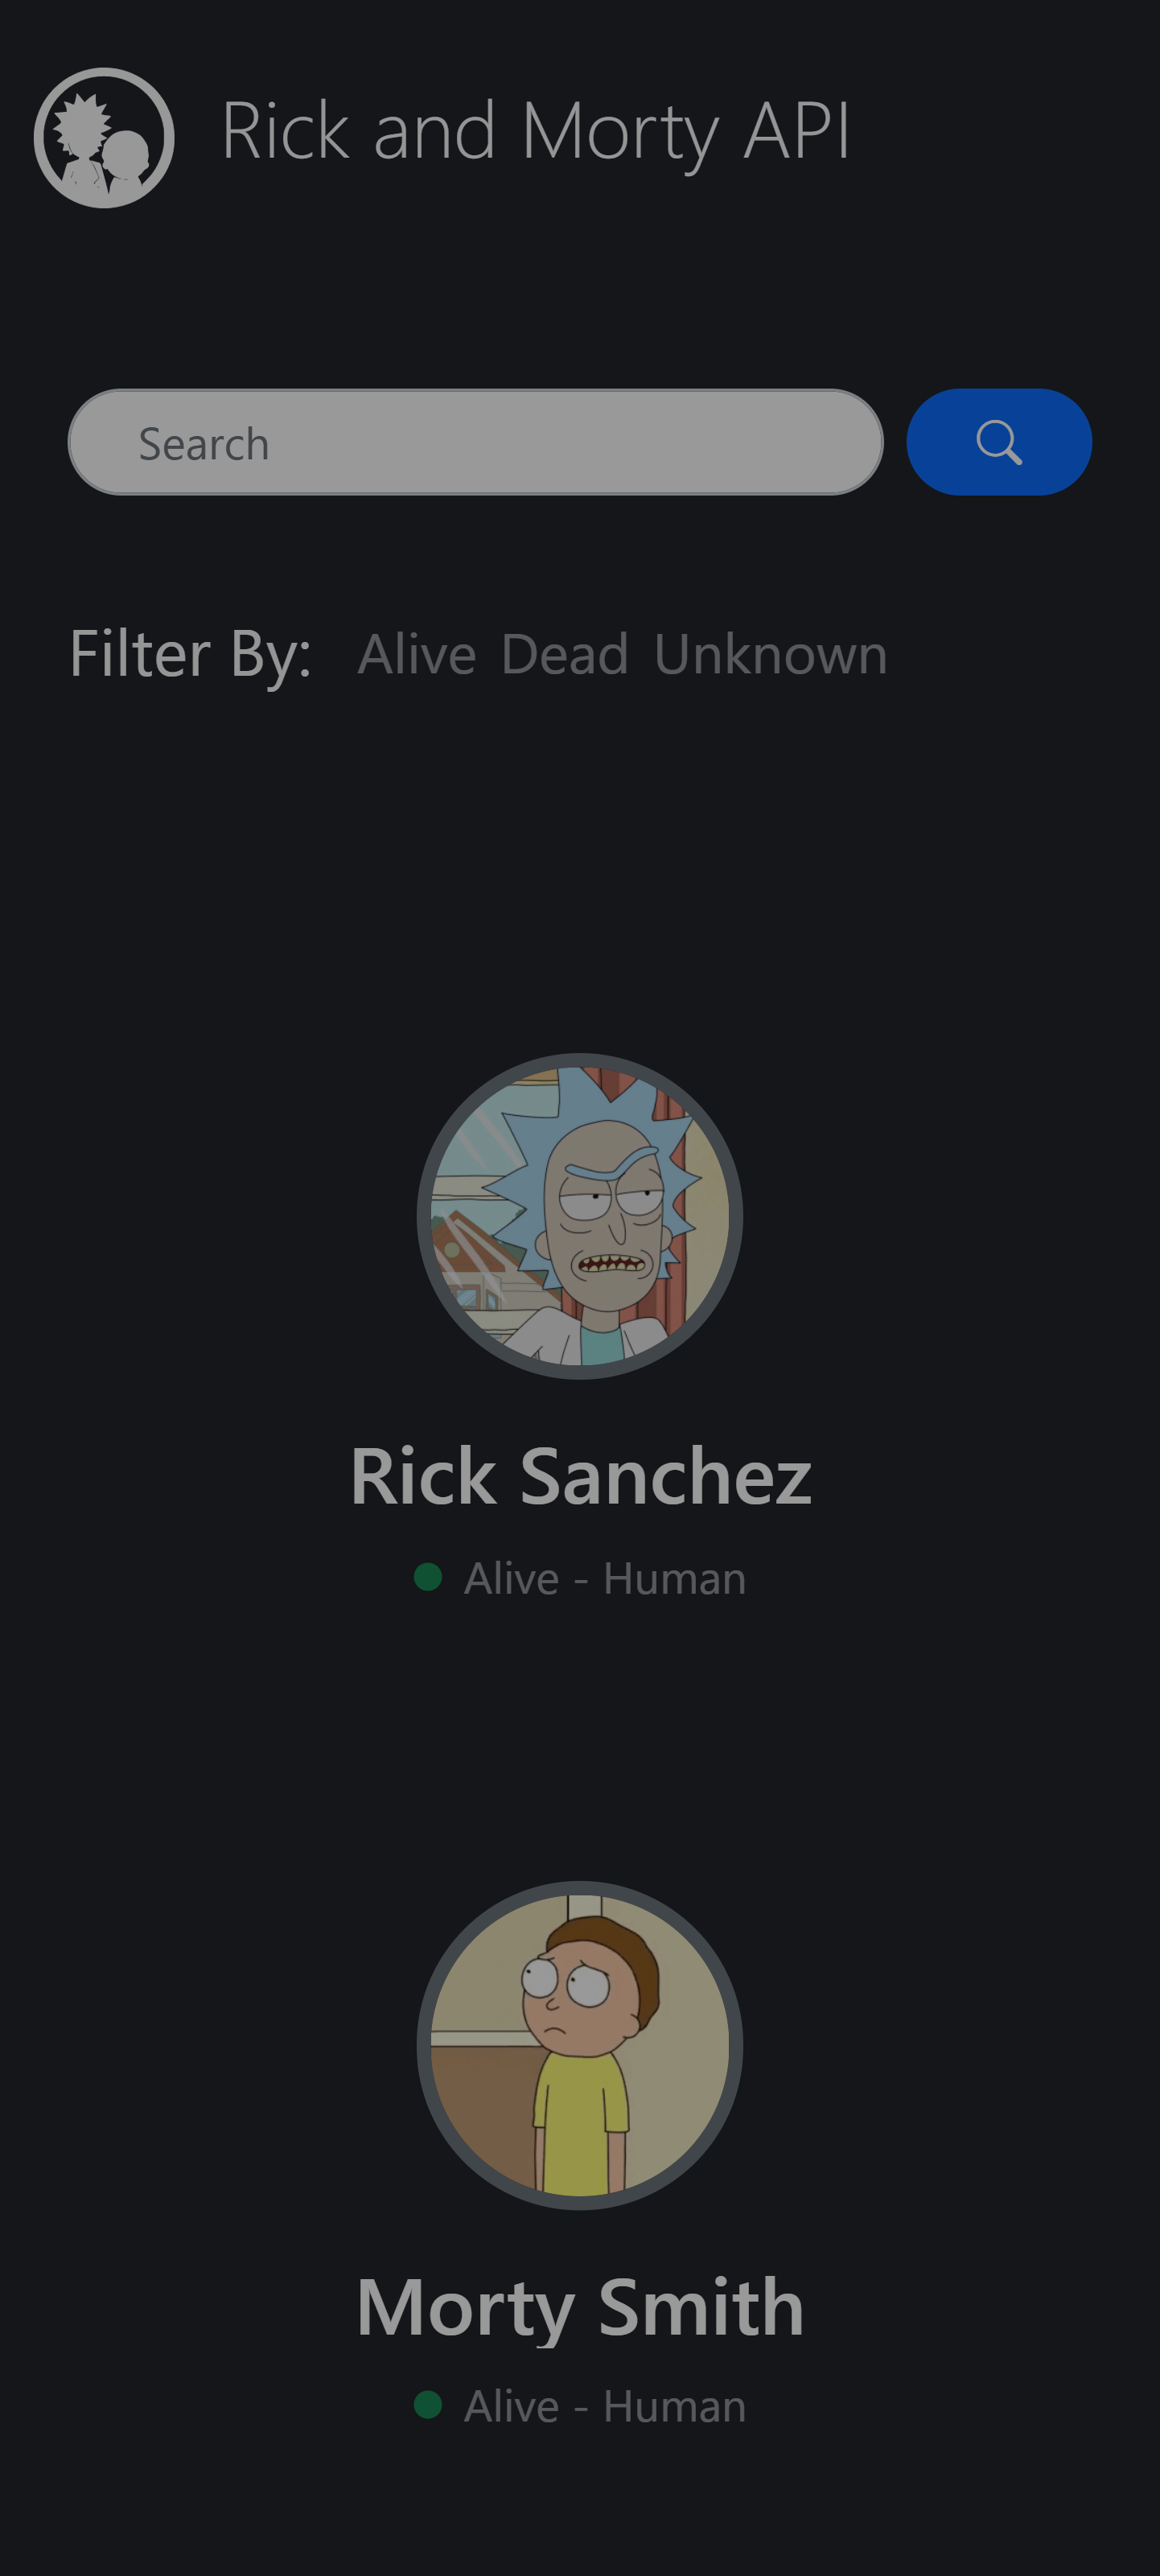 Rick and Morty API
Search
Filter By: Alive Dead Unknown
Rick Sanchez
Alive - Human
Morty Smith
Alive - Human